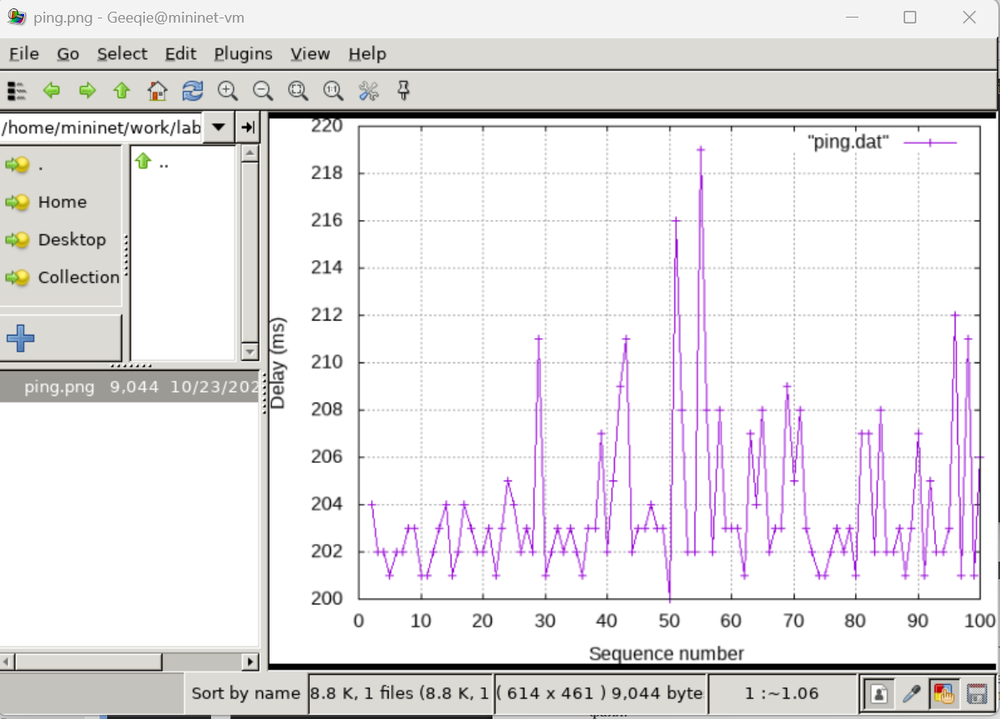 ping.png - Geeqie@mininet-vm
File Go Select Edit Plugins View Help
/home/mininet/work/lab
.
..
Home
Desktop
Collection
ping.png 9,044 10/23/202
"ping.dat"
220
218
216
214
212
210
208
206
204
202
200
Delay (ms)
0 10 20 30 40 50 60 70 80 90 100
Sequence number
Sort by name
8.8 K, 1 files (8.8 K, 1
( 614 x 461 ) 9,044 byte
1 :~1.06